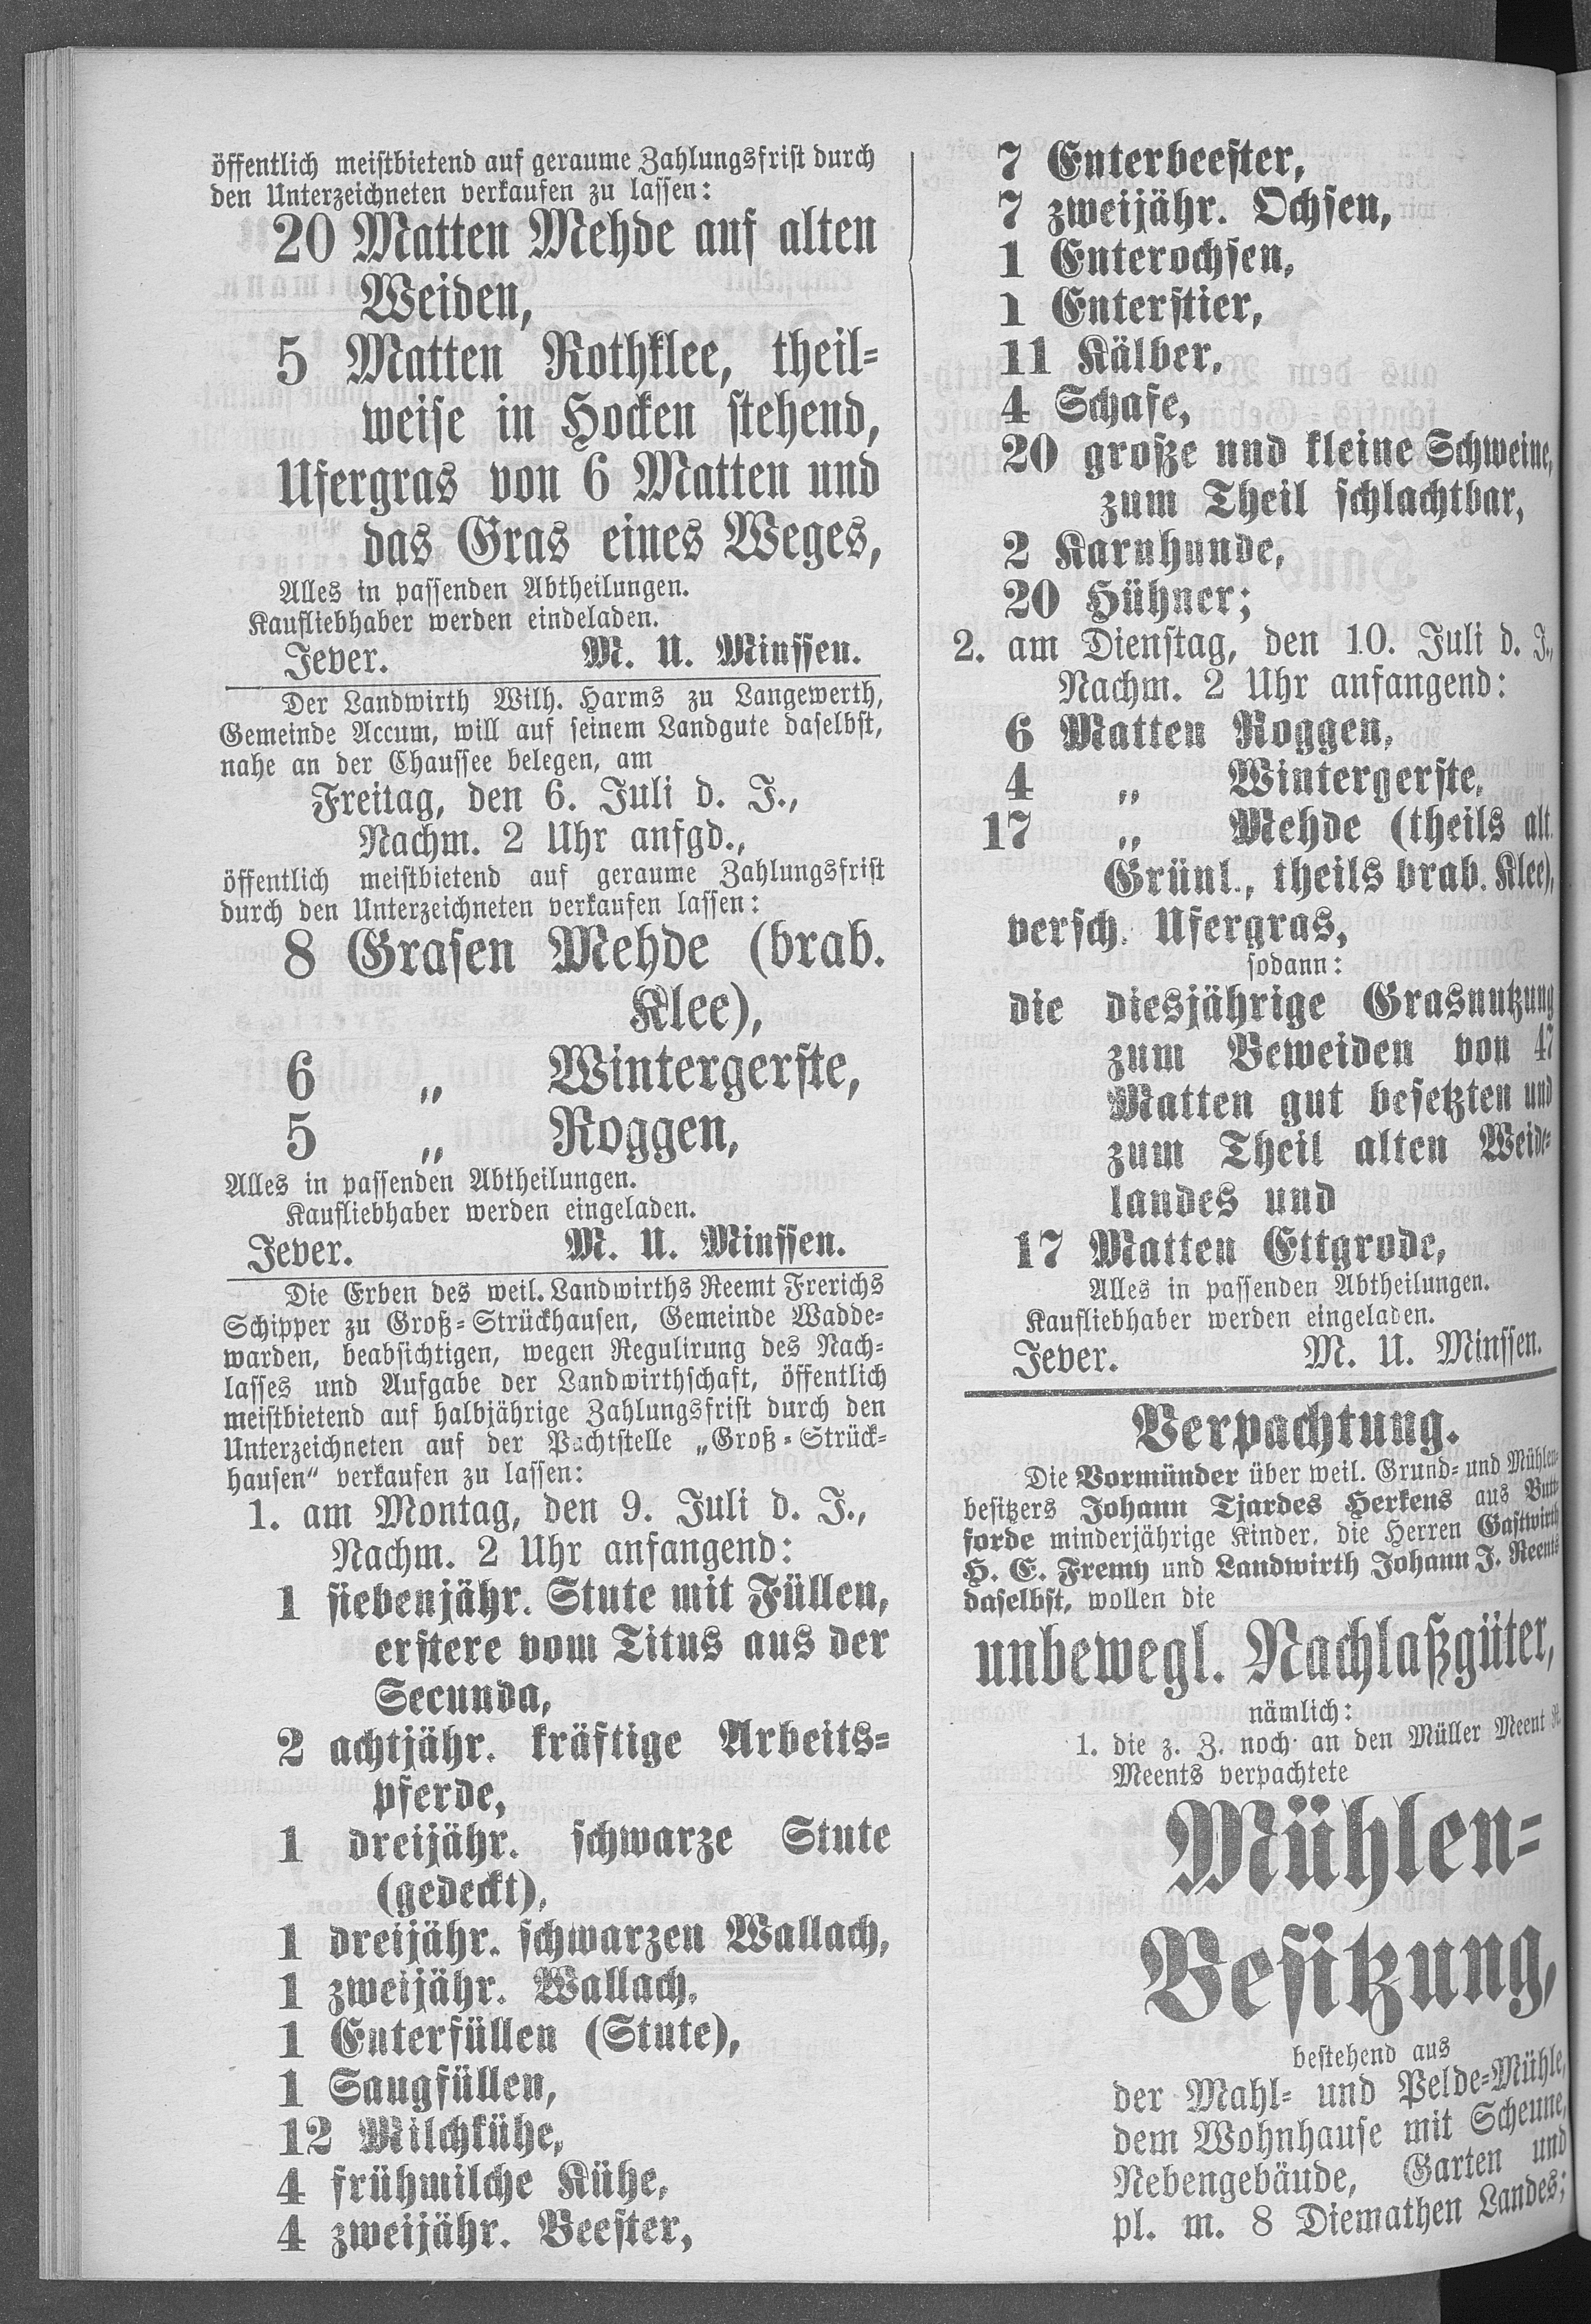 öffentlich meistbietend auf geraume Zahlungsfrist durch
den Unterzeichneten verkaufen zu lassen:
20 Matten Mehde auf alten
Weiden,
5 Matten Rothklee, theil-
weise in Hocken stehend,
Ufergras von 6 Matten und
das Gras eines Weges,
Alles in passenden Abtheilungen.
Kaufliebhaber werden eindeladen.
Jever. M. U. Minssen.
Der Landwirth Wilh. Harms zu Langewerth,
Gemeinde Accum, will auf seinem Landgute daselbst,
nahe an der Chaussee belegen, am
Freitag, den 6. Juli d. J.,
Nachm. 2 Uhr anfgd.,
öffentlich meistbietend auf geraume Zahlungsfrist
durch den Unterzeichneten verkaufen lassen:
8 Grasen Mehde (brab.
Klee),
6 „ Wintergerste,
5 „ Roggen,
Alles in passenden Abtheilungen.
Kaufliebhaber werden eingeladen.
Jever. M. U. Minssen.
Die Erben des weil. Landwirths Reemt Frerichs
Schipper zu Groß-Strückhausen, Gemeinde Wadde-
warden, beabsichtigen, wegen Regulirung des Nach-
lasses und Aufgabe der Landwirthschaft, öffentlich
meistbietend auf halbjährige Zahlungsfrist durch den
Unterzeichneten auf der Pachtstelle „Groß-Strück-
hausen“ verkaufen zu lassen:
1. am Montag, den 9. Juli d. J.,
Nachm. 2 Uhr anfangend:
1 siebenjähr. Stute mit Füllen,
erstere vom Titus aus der
Secunda,
2 achtjähr. kräftige Arbeits-
pferde,
1 dreijähr. schwarze Stute
(gedeckt),
1 dreijähr. schwarzen Wallach,
1 zweijähr. Wallach,
1 Enterfüllen (Stute),
1 Saugfüllen,
12 Milchkühe,
4 frühmilche Kühe,
4 zweijähr. Beester,
7 Enterbeester,
7 zweijähr. Ochsen,
1 Enterochsen,
1 Enterstier,
11 Kälber,
4 Schafe,
20 große und kleine Schweine,
zum Theil schlachtbar,
2 Karnhunde,
20 Hühner;
2. am Dienstag, den 10. Juli d. J.,
Nachm. 2 Uhr anfangend:
6 Matten Roggen,
4 „ Wintergerste,
17 „ Mehde (theils alt.
Grünl., theils brab. Klee),
versch. Ufergras,
sodann:
die diesjährige Grasnutzung
zum Beweiden von 47
Matten gut besetzten und
zum Theil alten Weide-
landes und
17 Matten Ettgrode,
Alles in passenden Abtheilungen.
Kaufliebhaber werden eingeladen.
Jever. M. U. Minssen.
Verpachtung.
Die Vormünder über weil. Grund- und Mühlen-
besitzers Johann Tjardes Herkens aus Butt-
forde minderjährige Kinder, die Herren Gastwirth
H. E. Fremy und Landwirth Johann J. Reents
daselbst, wollen die
unbewegl. Nachlaßgüter,
nämlich:
1. die z. Z. noch an den Müller Meent
Meents verpachtete
Mühlen-
Besitzung,
bestehend aus
der Mahl- und Pelde-Mühle,
dem Wohnhause mit Scheune,
Nebengebäude, Garten und
pl. m. 8 Diemathen Landes;